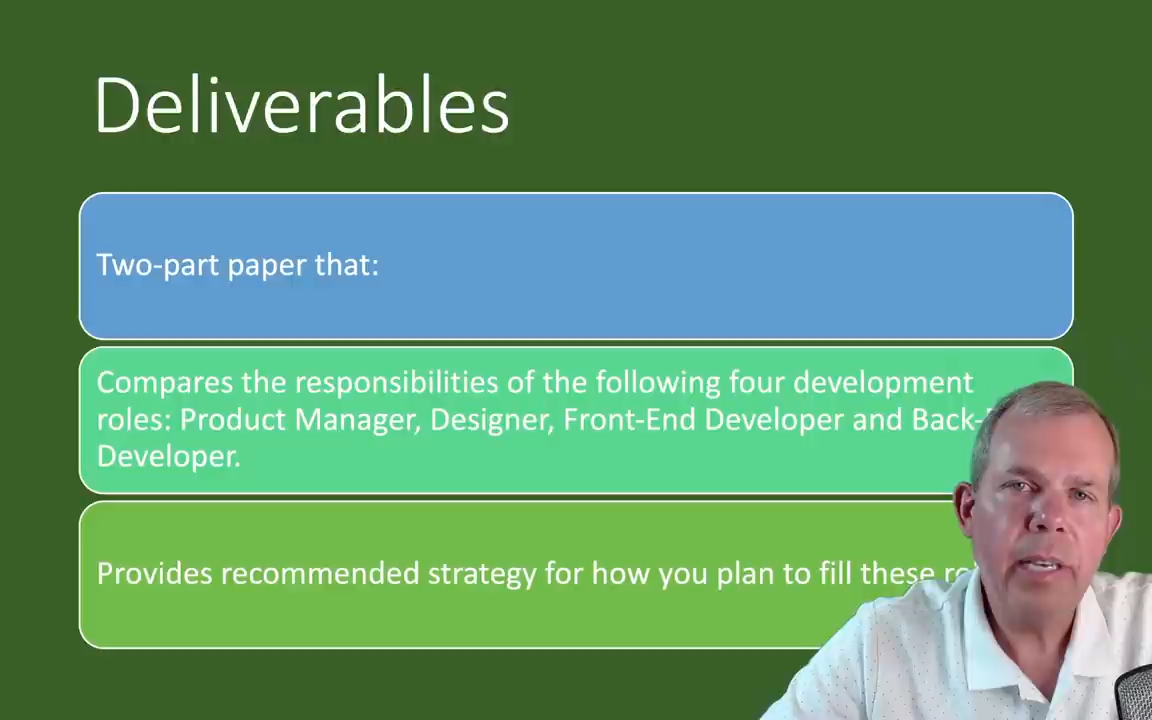 Deliverables
Two-part paper that:
Compares the responsibilities of the following four development
roles: Product Manager, Designer, Front-End Developer and Back-
Developer.
Provides recommended strategy for how you plan to fill these